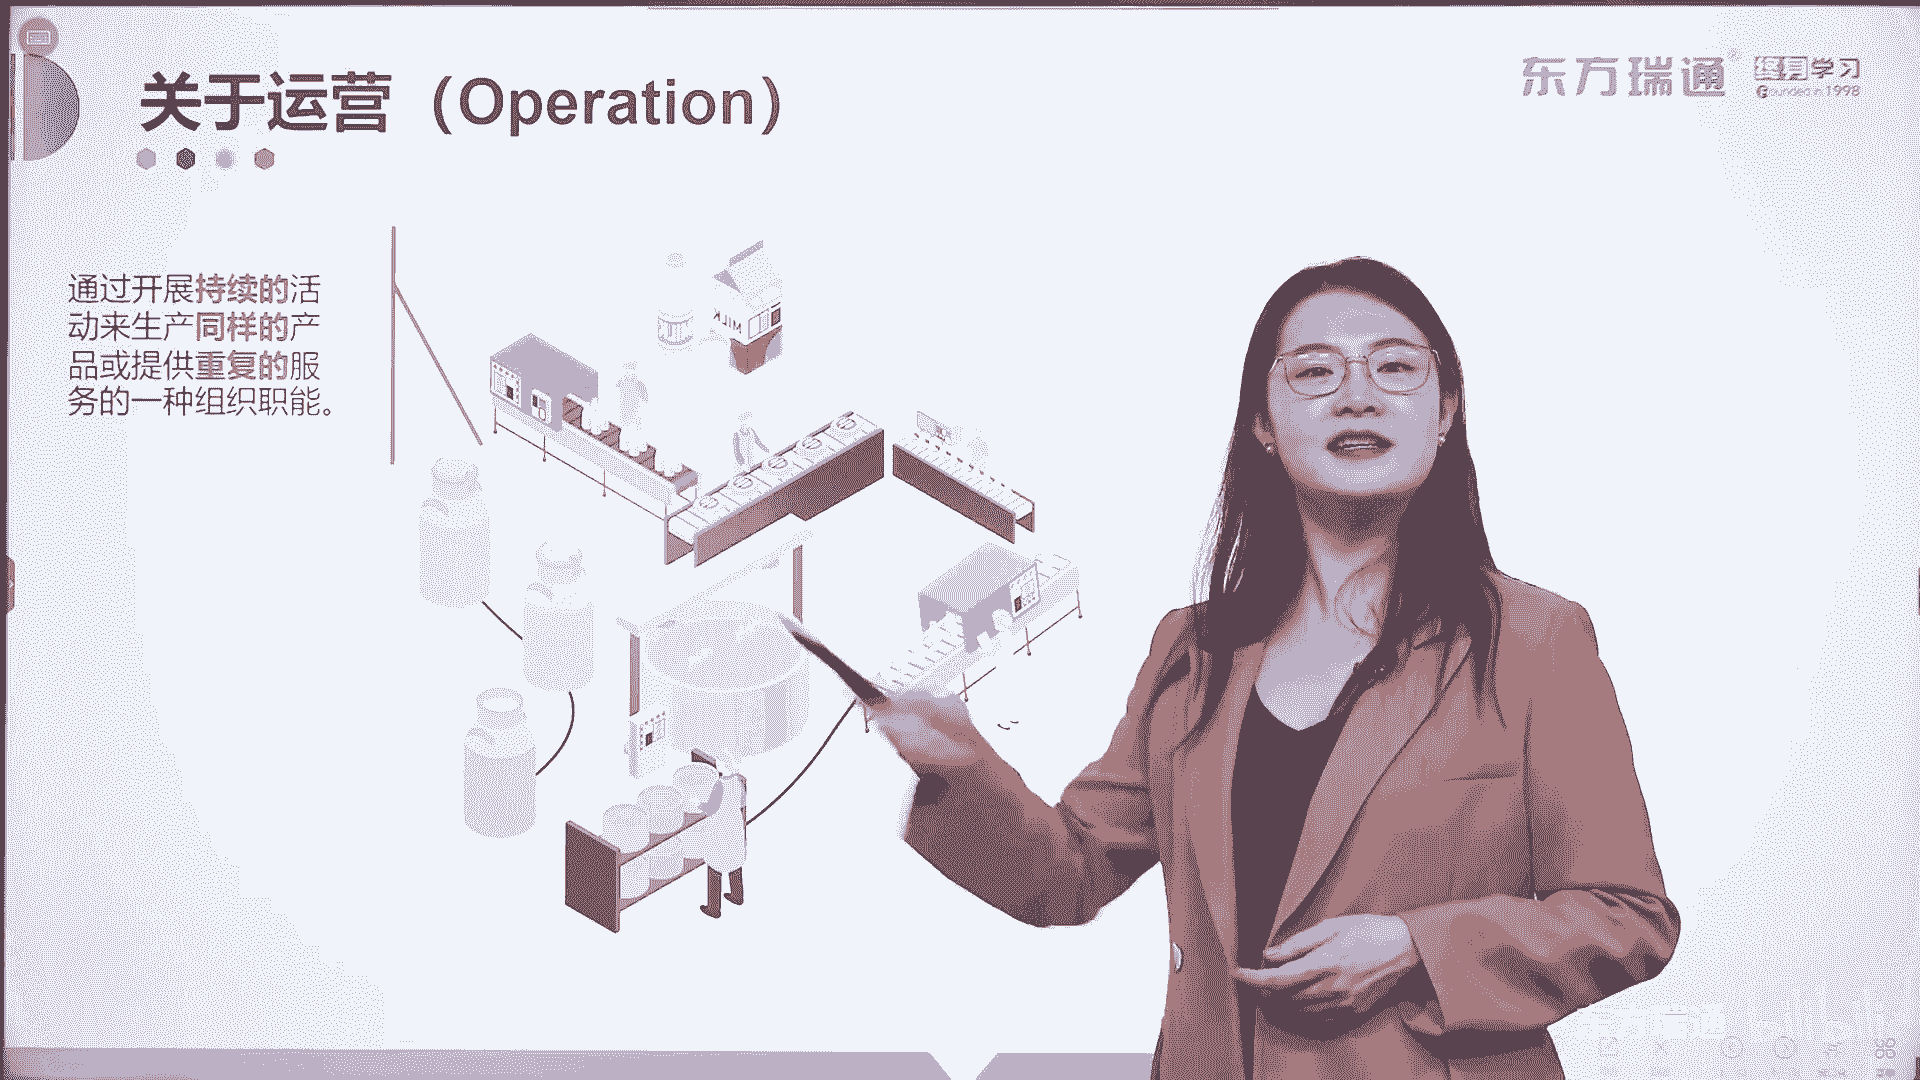 关于运营（Operation）
东方瑞通
终身学习
Founded in 1998
通过开展持续的活
动来生产同样的产
品或提供重复的服
务的一种组织职能。
MILK